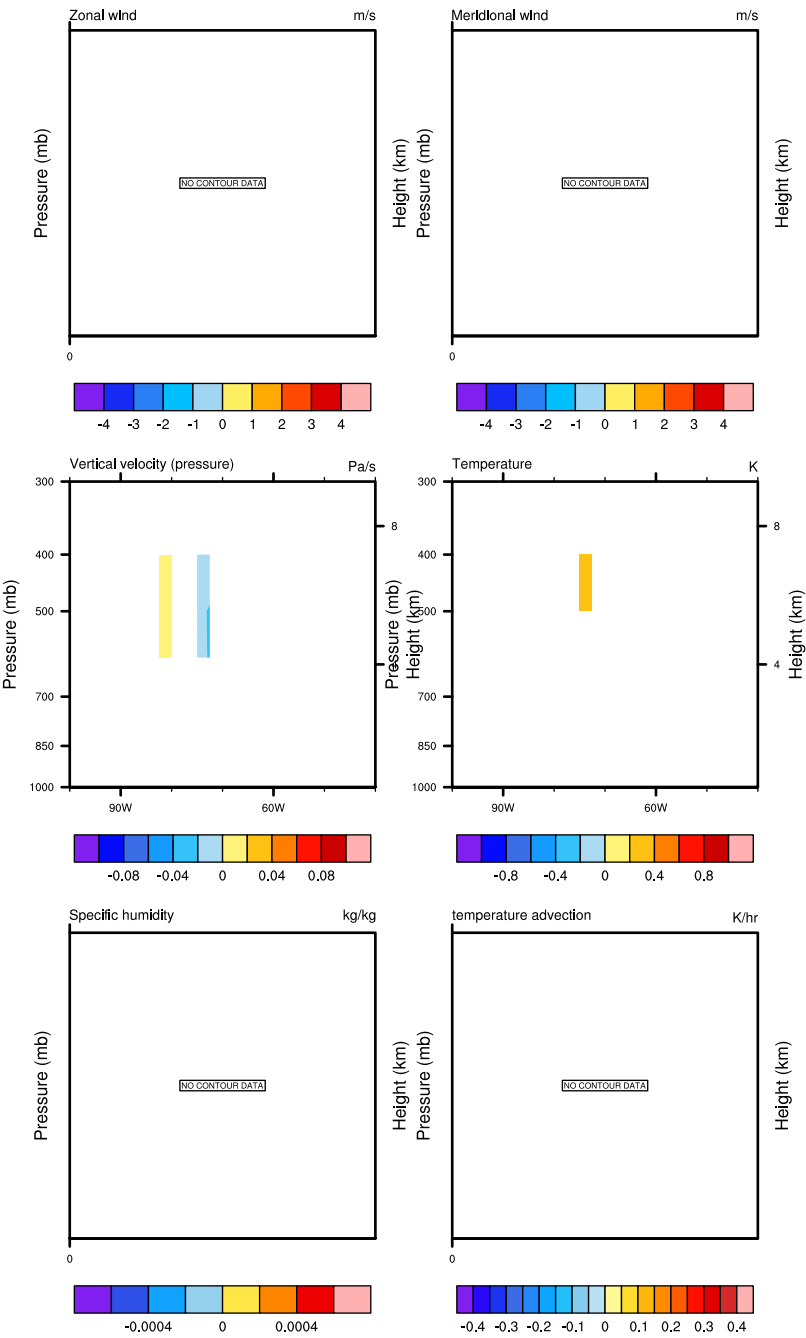 Zonal wind m/s
Pressure (mb)
NO CONTOUR DATA
Height (km)
0
-4 -3 -2 -1 0 1 2 3 4
Meridional wind m/s
Pressure (mb)
NO CONTOUR DATA
Height (km)
0
-4 -3 -2 -1 0 1 2 3 4
Vertical velocity (pressure) Pa/s
Pressure (mb)
300
400
500
700
850
1000
8
Height (km)
90W 60W
-0.08 -0.04 0 0.04 0.08
Temperature K
Pressure (mb)
300
400
500
700
850
1000
8
4
Height (km)
90W 60W
-0.8 -0.4 0 0.4 0.8
Specific humidity kg/kg
Pressure (mb)
NO CONTOUR DATA
Height (km)
0
-0.0004 0 0.0004
temperature advection K/hr
Pressure (mb)
NO CONTOUR DATA
Height (km)
0
-0.4 -0.3 -0.2 -0.1 0 0.1 0.2 0.3 0.4